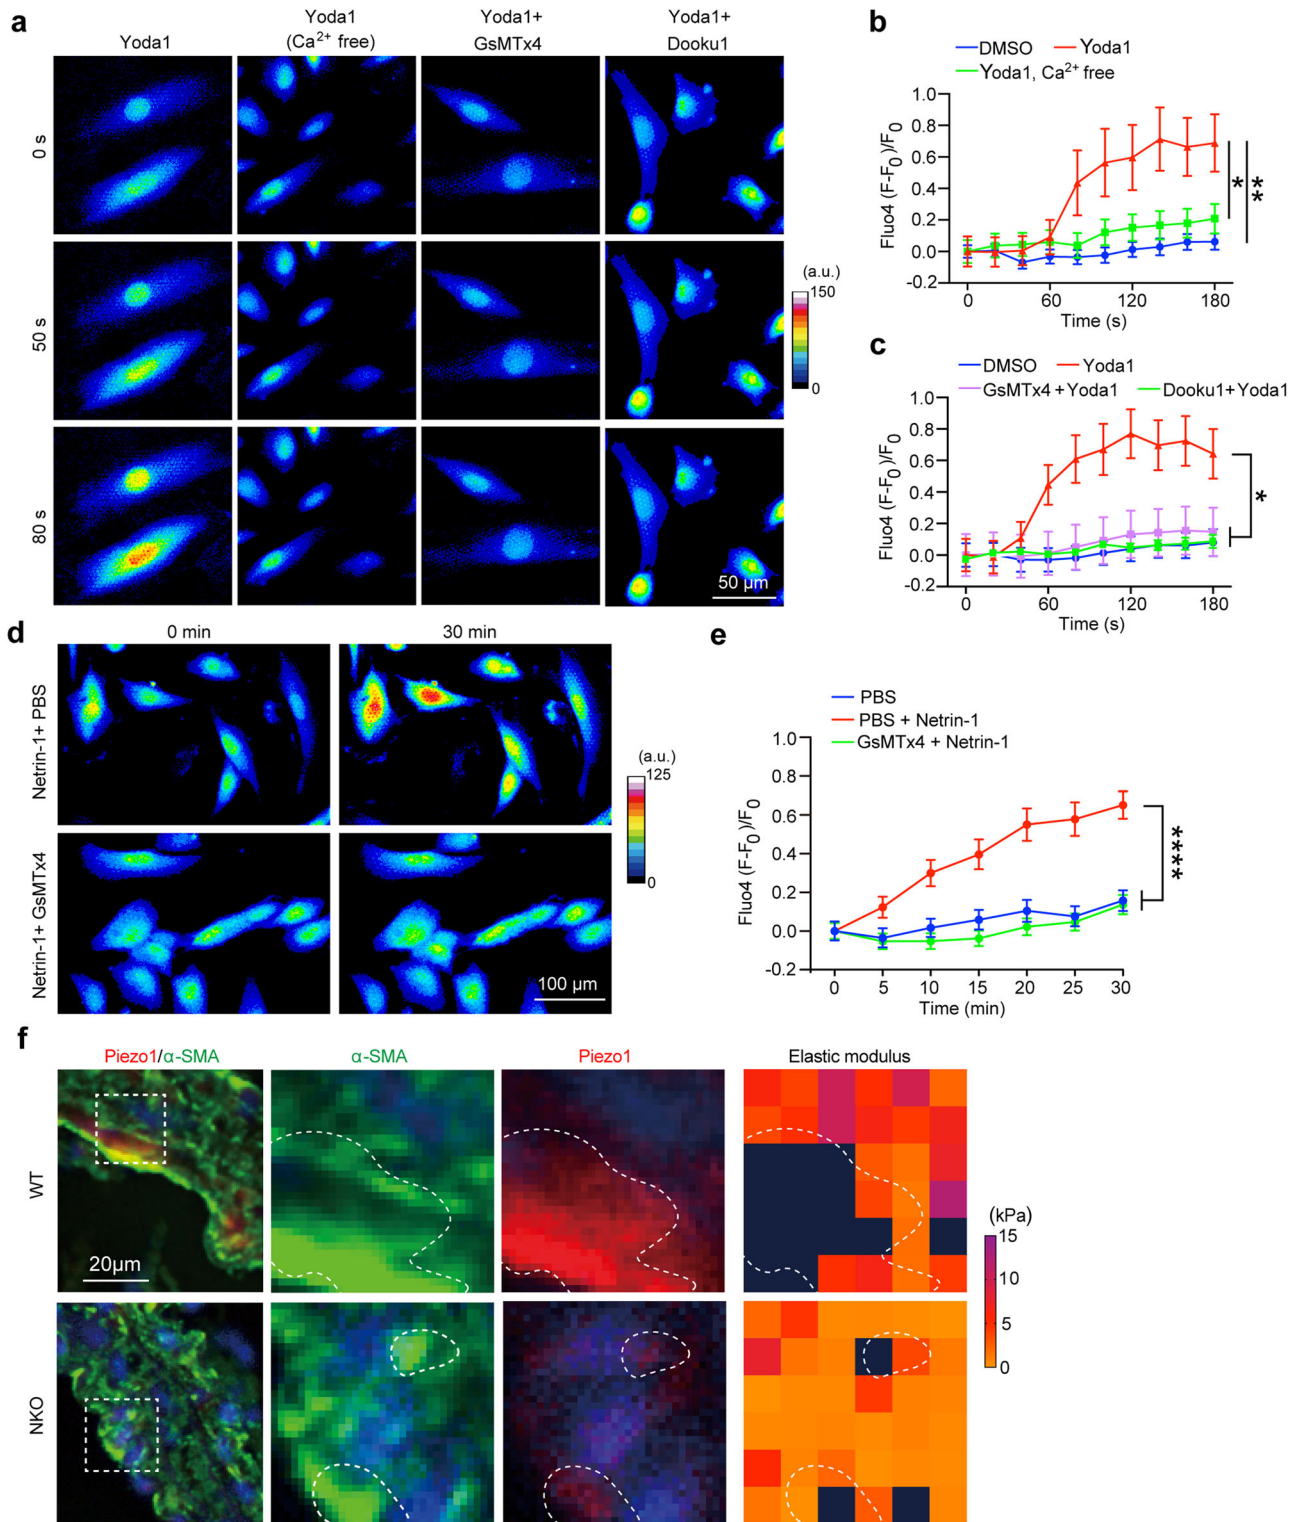 a
Yoda1
Yoda1
(Ca²⁺ free)
Yoda1+
GsMTx4
Yoda1+
Dooku1
0 s
50 s
80 s
(a.u.)
150
0
50 µm
b
DMSO Yoda1
Yoda1, Ca²⁺ free
Fluo4 (F-F₀)/F₀
1.0
0.8
0.6
0.4
0.2
0.0
-0.2
0 60 120 180
Time (s)
*
**
c
DMSO Yoda1
GsMTx4 +Yoda1 Dooku1+Yoda1
Fluo4 (F-F₀)/F₀
1.0
0.8
0.6
0.4
0.2
0.0
-0.2
0 60 120 180
Time (s)
*
d
0 min 30 min
Netrin-1+ PBS
Netrin-1+ GsMTx4
(a.u.)
125
0
100 µm
e
PBS
PBS + Netrin-1
GsMTx4 + Netrin-1
Fluo4 (F-F₀)/F₀
1.0
0.8
0.6
0.4
0.2
0.0
-0.2
0 5 10 15 20 25 30
Time (min)
****
f
Piezo1/α-SMA α-SMA Piezo1 Elastic modulus
WT
20µm
NKO
(kPa)
15
10
5
0